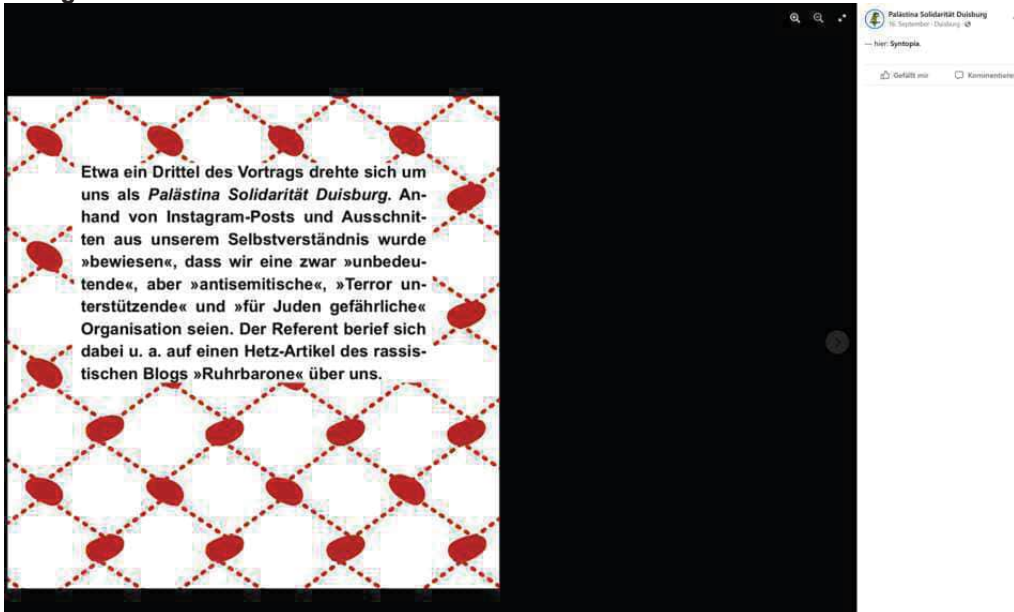 Etwa ein Drittel des Vortrags drehte sich um
uns als Palästina Solidarität Duisburg. An-
hand von Instagram-Posts und Ausschnit-
ten aus unserem Selbstverständnis wurde
»bewiesen«, dass wir eine zwar »unbedeu-
tende«, aber »antisemitische«, »Terror un-
terstützende« und »für Juden gefährliche«
Organisation seien. Der Referent berief sich
dabei u. a. auf einen Hetz-Artikel des rassis-
tischen Blogs »Ruhrbarone« über uns.
Palästina Solidarität Duisburg
16. September · Duisburg ·
— hier: Syntopia.
Gefällt mir
Kommentieren